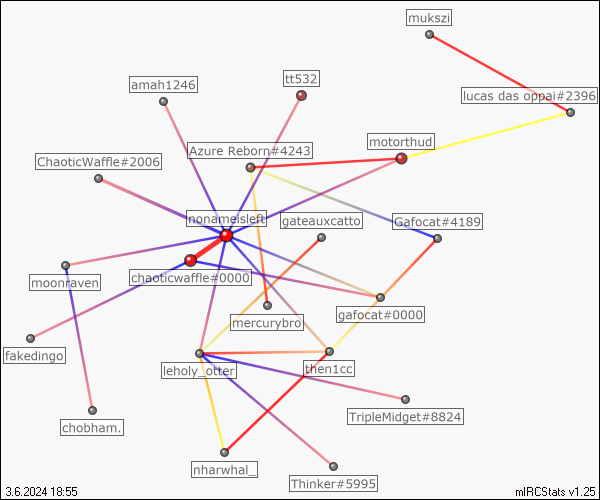 mukszi
tt532
amah1246
lucas das oppai#2396
motorthud
Azure Reborn#4243
ChaoticWaffle#2006
nonameisleft
gateauxcatto
Gafocat#4189
chaoticwaffle#0000
moonraven
gafocat#0000
mercurybro
fakedingo
leholy_otter
then1cc
TripleMidget#8824
chobham.
nharwhal_
Thinker#5995
3.6.2024 18:55
mIRCStats v1.25